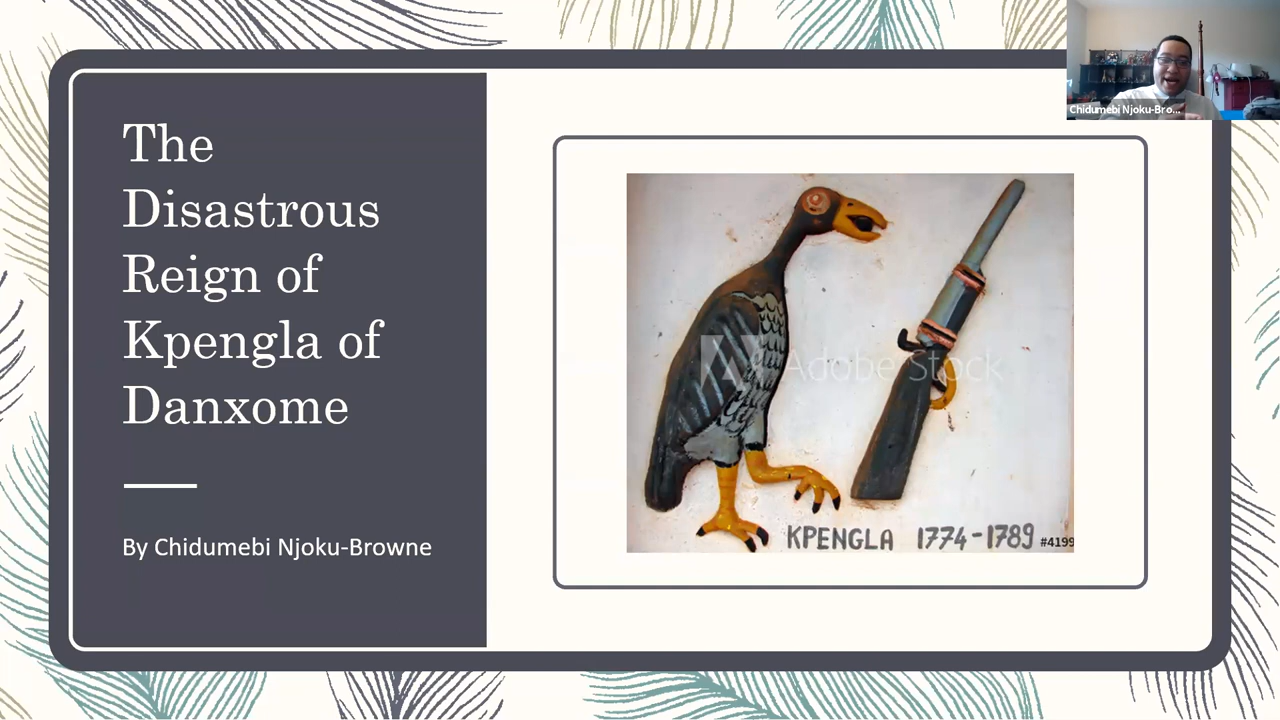 The
Disastrous
Reign of
Kpengla of
Danxome
By Chidumebi Njoku-Browne
Adobe Stock
KPENGLA 1774-1789
#4199
Chidumebi Njoku-Bro...